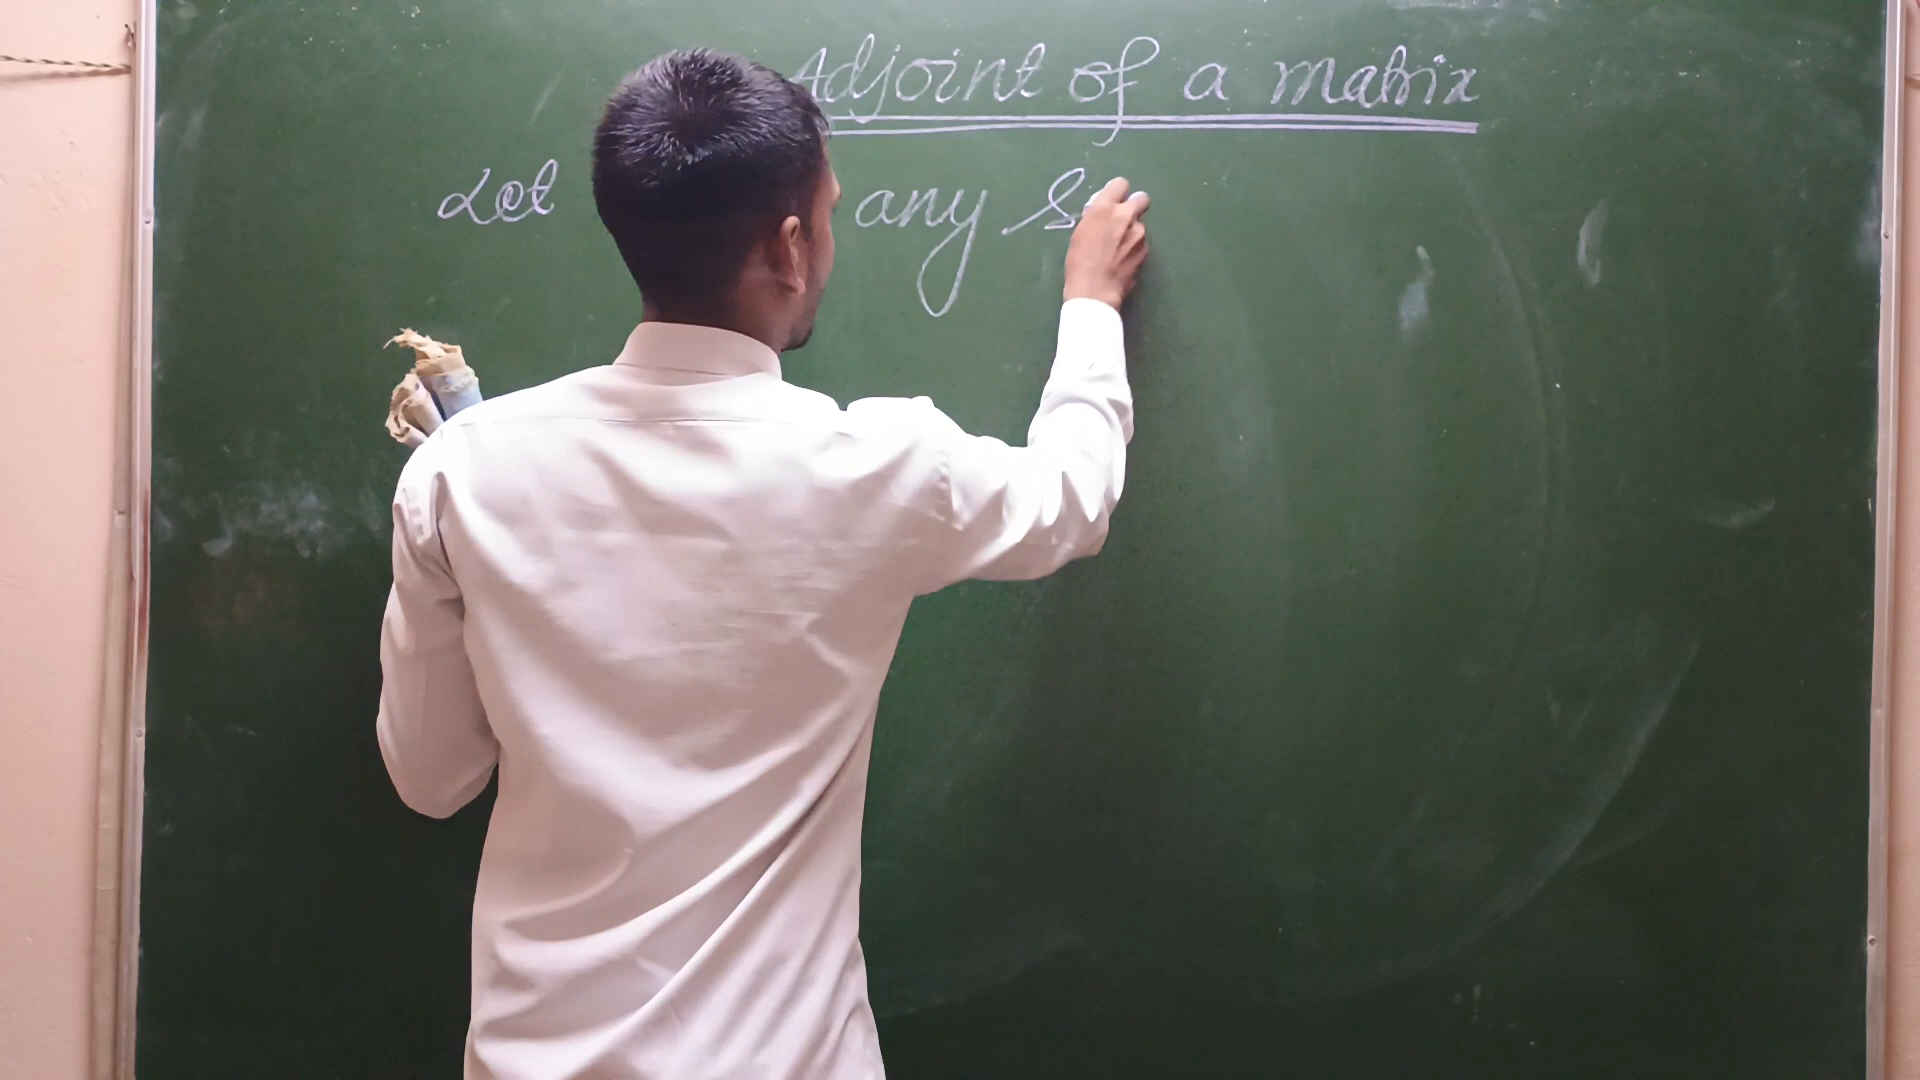 Adjoint of a matrix
Let any